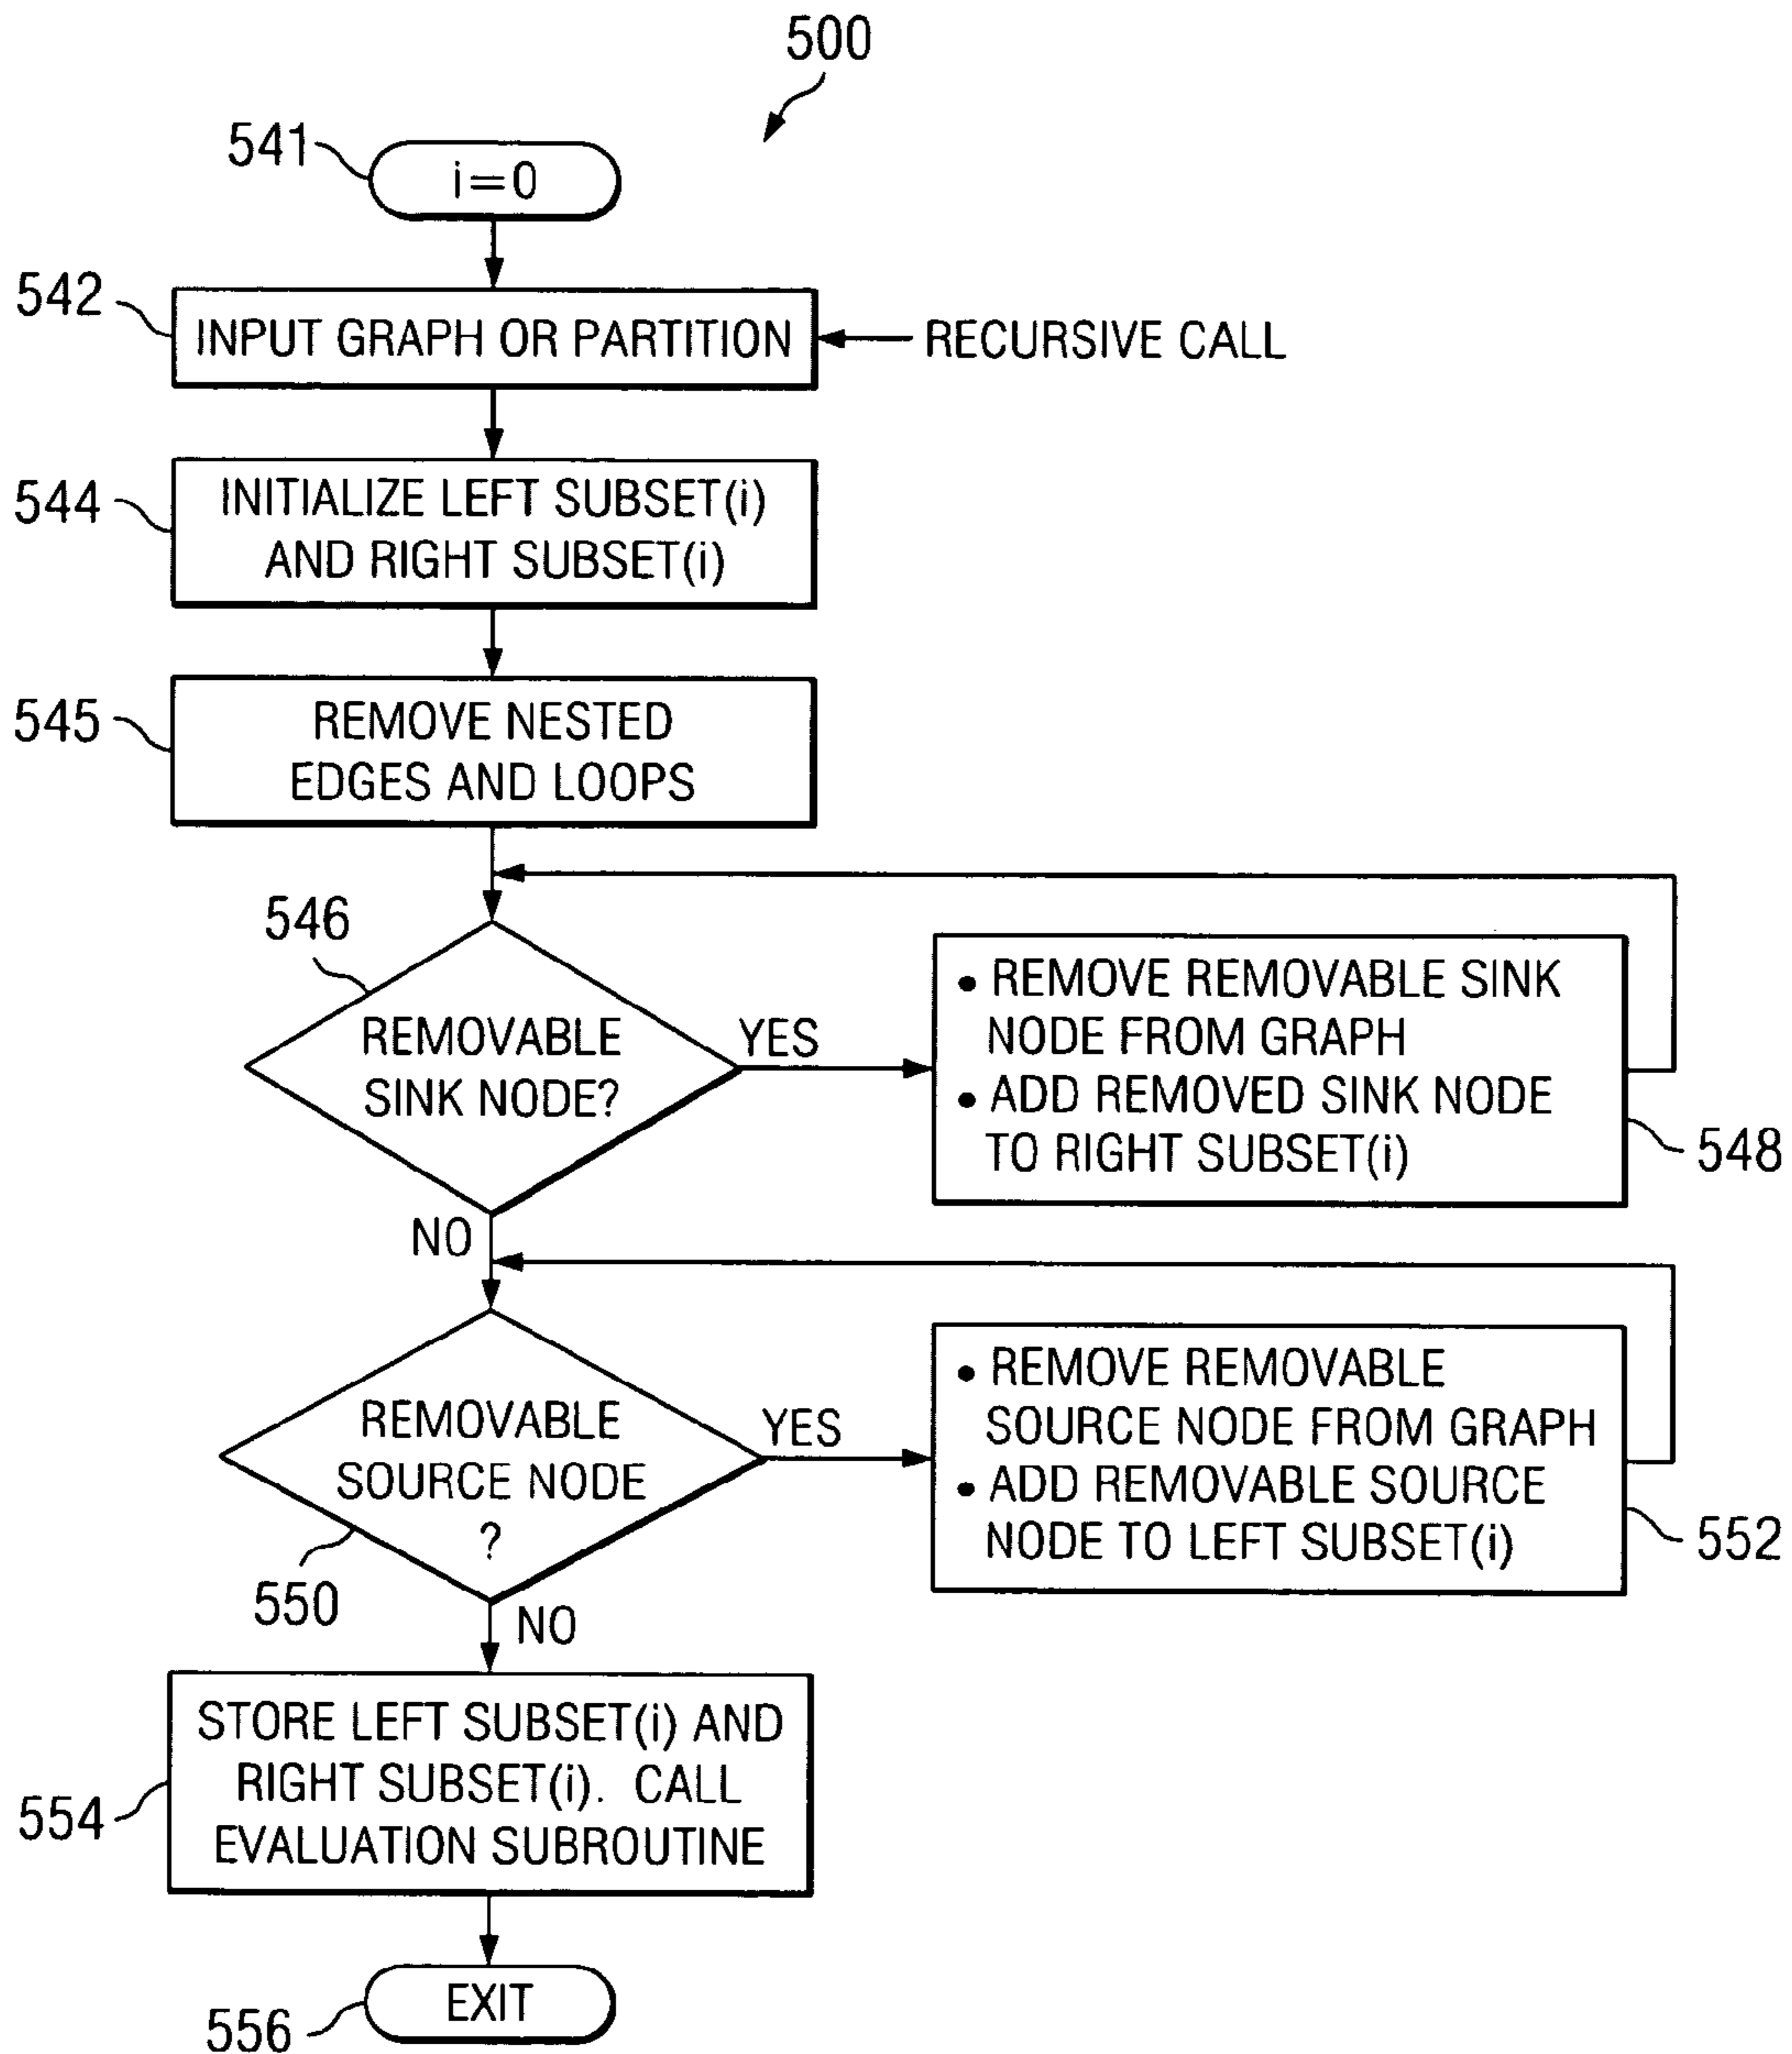 500
541
i=0
542
INPUT GRAPH OR PARTITION
RECURSIVE CALL
544
INITIALIZE LEFT SUBSET(i)
AND RIGHT SUBSET(i)
545
REMOVE NESTED
EDGES AND LOOPS
546
REMOVABLE
SINK NODE?
YES
• REMOVE REMOVABLE SINK
NODE FROM GRAPH
• ADD REMOVED SINK NODE
TO RIGHT SUBSET(i)
548
NO
REMOVABLE
SOURCE NODE
?
550
YES
• REMOVE REMOVABLE
SOURCE NODE FROM GRAPH
• ADD REMOVABLE SOURCE
NODE TO LEFT SUBSET(i)
552
NO
STORE LEFT SUBSET(i) AND
RIGHT SUBSET(i). CALL
EVALUATION SUBROUTINE
554
EXIT
556